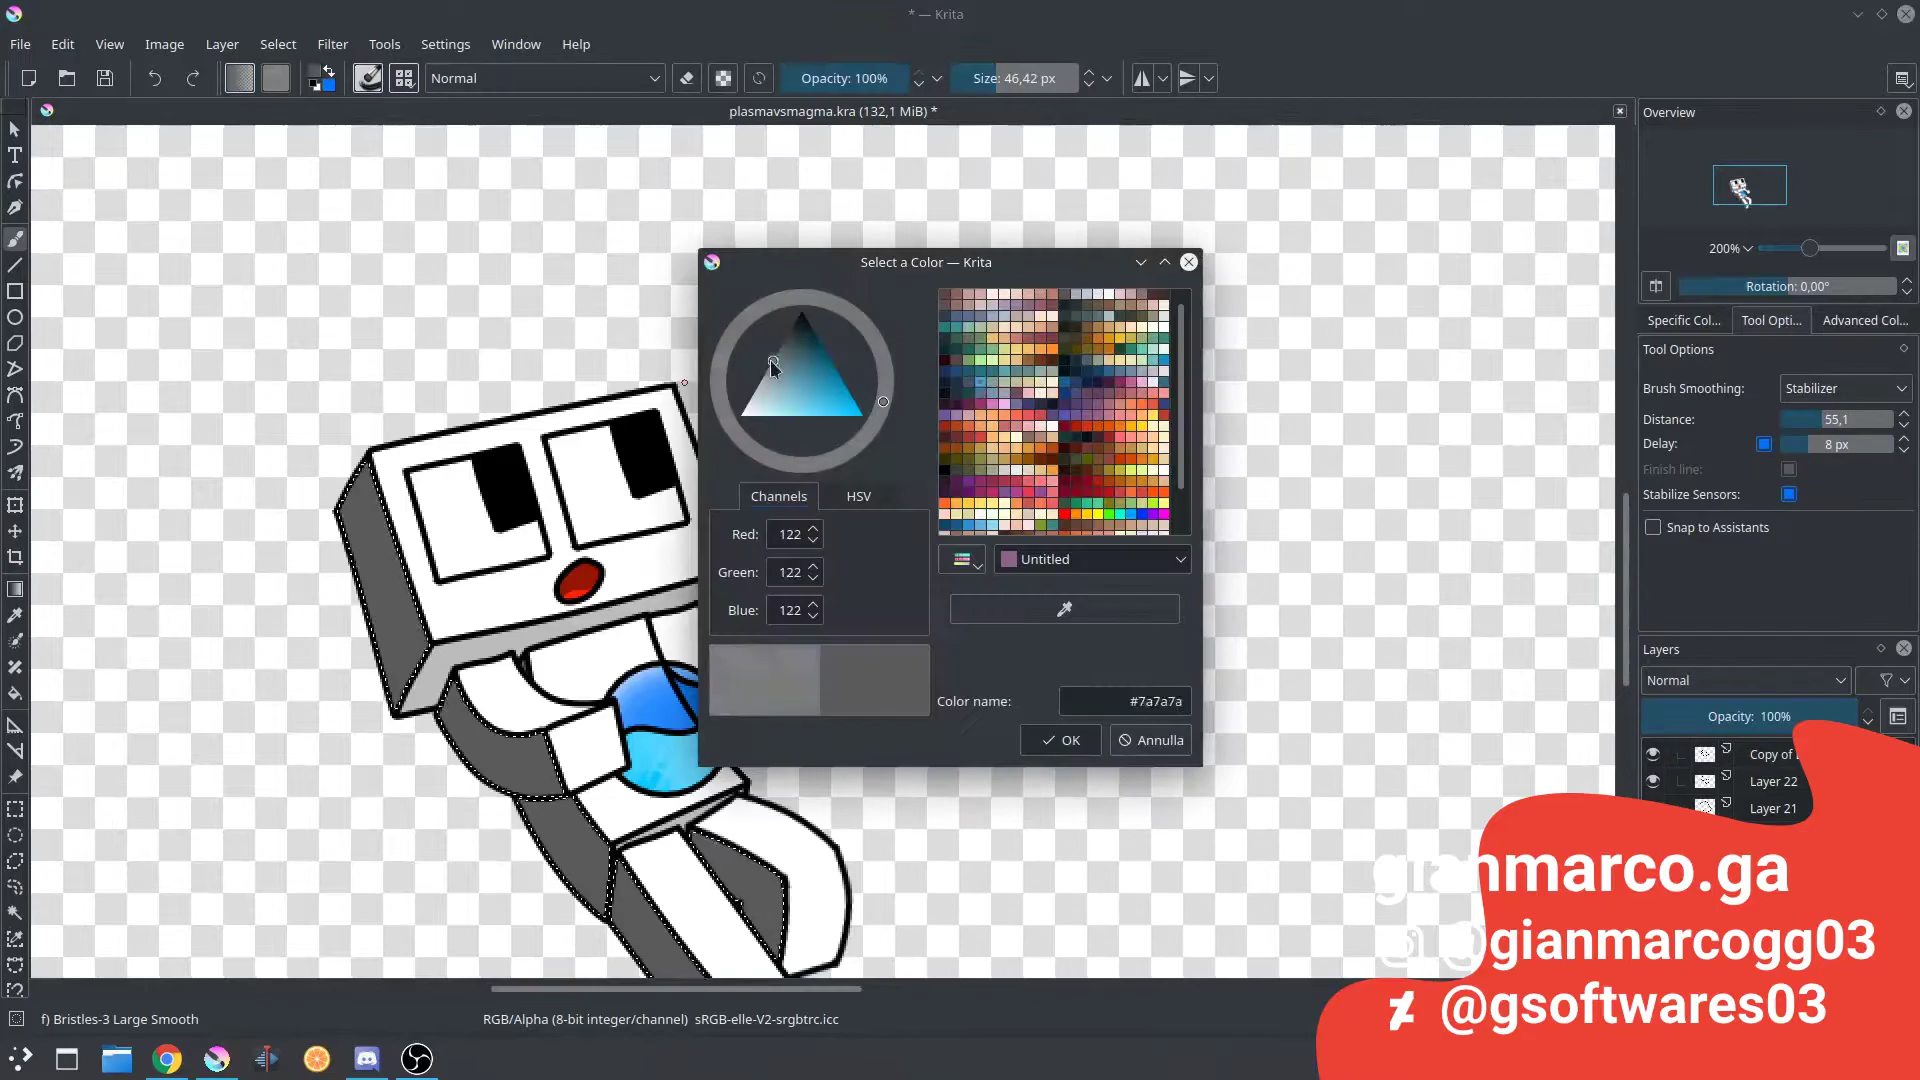 * — Krita
File Edit View Image Layer Select Filter Tools Settings Window Help
Normal Opacity: 100% Size: 46,42 px
plasmavsmagma.kra (132,1 MiB) *
Overview
200%
Rotation: 0,00°
Specific Col... Tool Opti... Advanced Col...
Tool Options
Brush Smoothing: Stabilizer
Distance: 55,1
Delay: 8 px
Finish line:
Stabilize Sensors:
Snap to Assistants
Select a Color — Krita
Channels HSV
Red: 122
Green: 122
Blue: 122
Untitled
Color name: #7a7a7a
OK Annulla
Layers
Normal
Opacity: 100%
Copy of
Layer 22
Layer 21
gianmarco.ga
@gianmarcogg03
@gsoftwares03
f) Bristles-3 Large Smooth
RGB/Alpha (8-bit integer/channel) sRGB-elle-V2-srgbtrc.icc